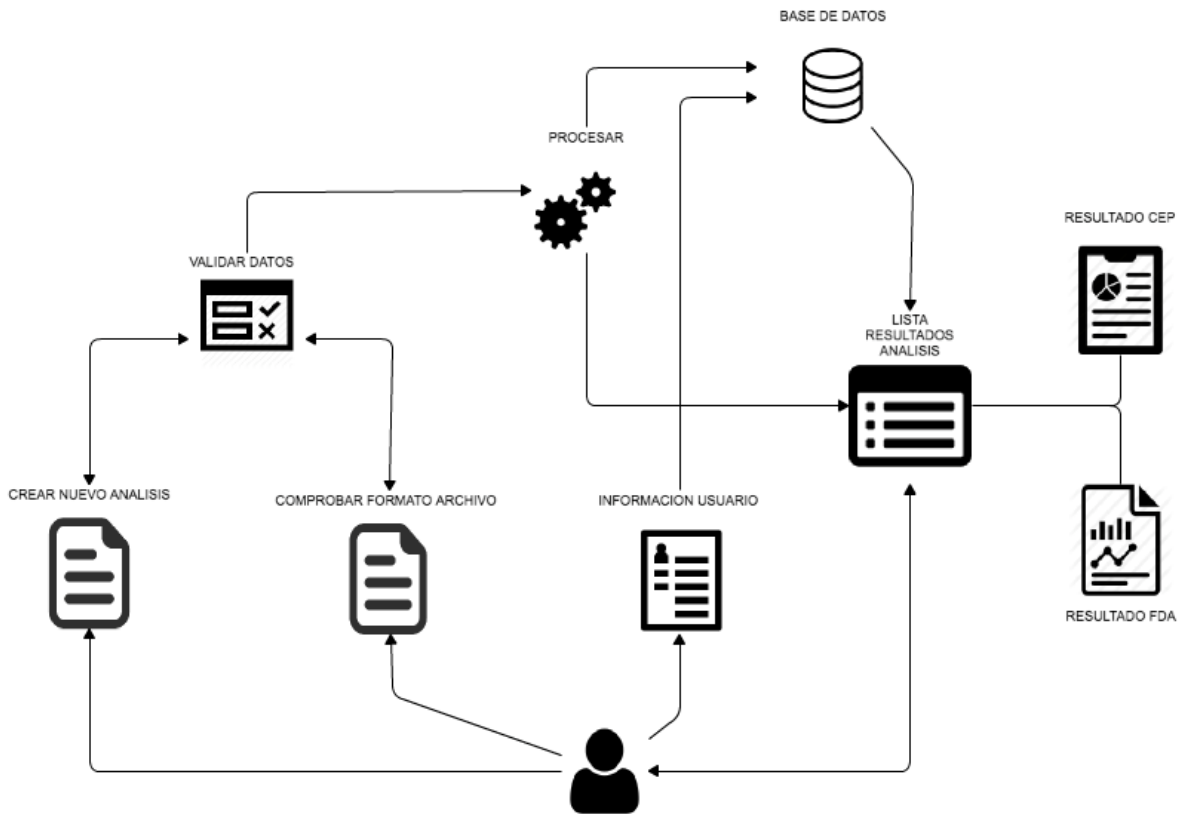 BASE DE DATOS
PROCESAR
RESULTADO CEP
VALIDAR DATOS
LISTA
RESULTADOS
ANALISIS
CREAR NUEVO ANALISIS
COMPROBAR FORMATO ARCHIVO
INFORMACION USUARIO
RESULTADO FDA